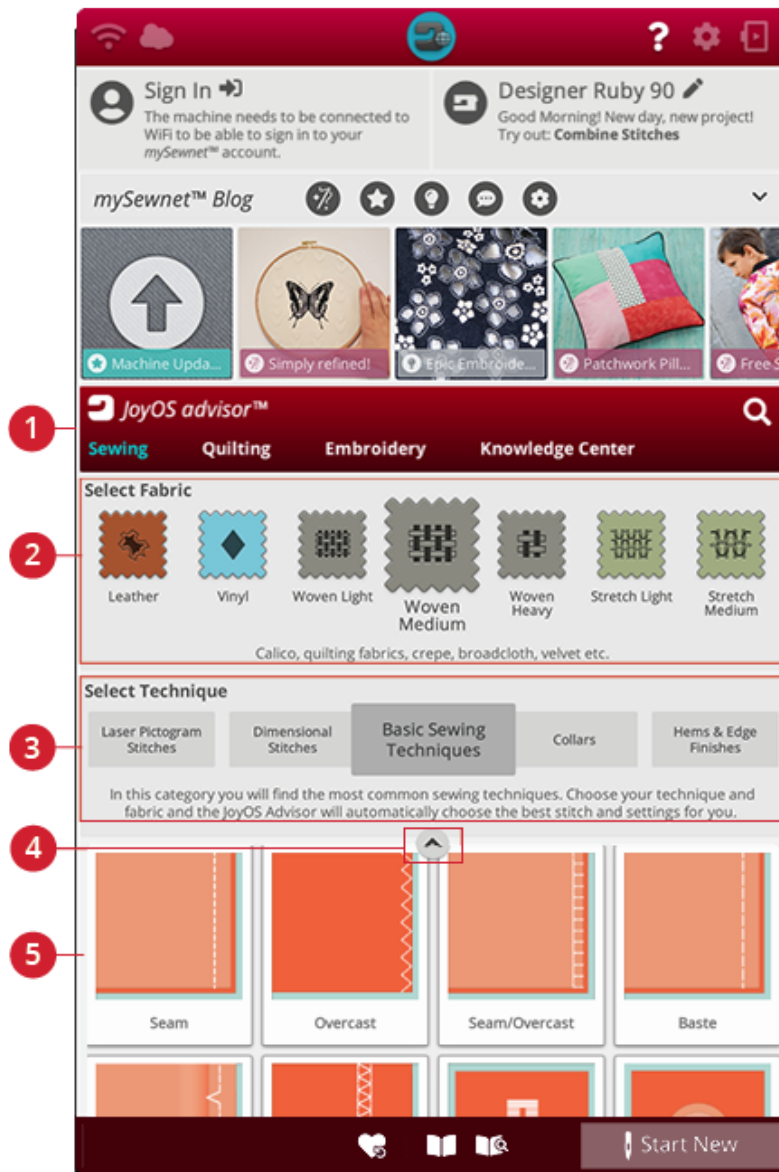 ?
Sign In
The machine needs to be connected to
WiFi to be able to sign in to your
mySewnet™ account.
Designer Ruby 90
Good Morning! New day, new project!
Try out: Combine Stitches
mySewnet™ Blog
Machine Upda...
Simply refined!
Epic Embroide...
Patchwork Pill...
Free S
1
JoyOS advisor™
Sewing Quilting Embroidery Knowledge Center
2
Select Fabric
Leather
Vinyl
Woven Light
Woven
Medium
Woven
Heavy
Stretch Light
Stretch
Medium
Calico, quilting fabrics, crepe, broadcloth, velvet etc.
3
Select Technique
Laser Pictogram
Stitches
Dimensional
Stitches
Basic Sewing
Techniques
Collars
Hems & Edge
Finishes
In this category you will find the most common sewing techniques. Choose your technique and
fabric and the JoyOS Advisor will automatically choose the best stitch and settings for you.
4
5
Seam
Overcast
Seam/Overcast
Baste
Start New